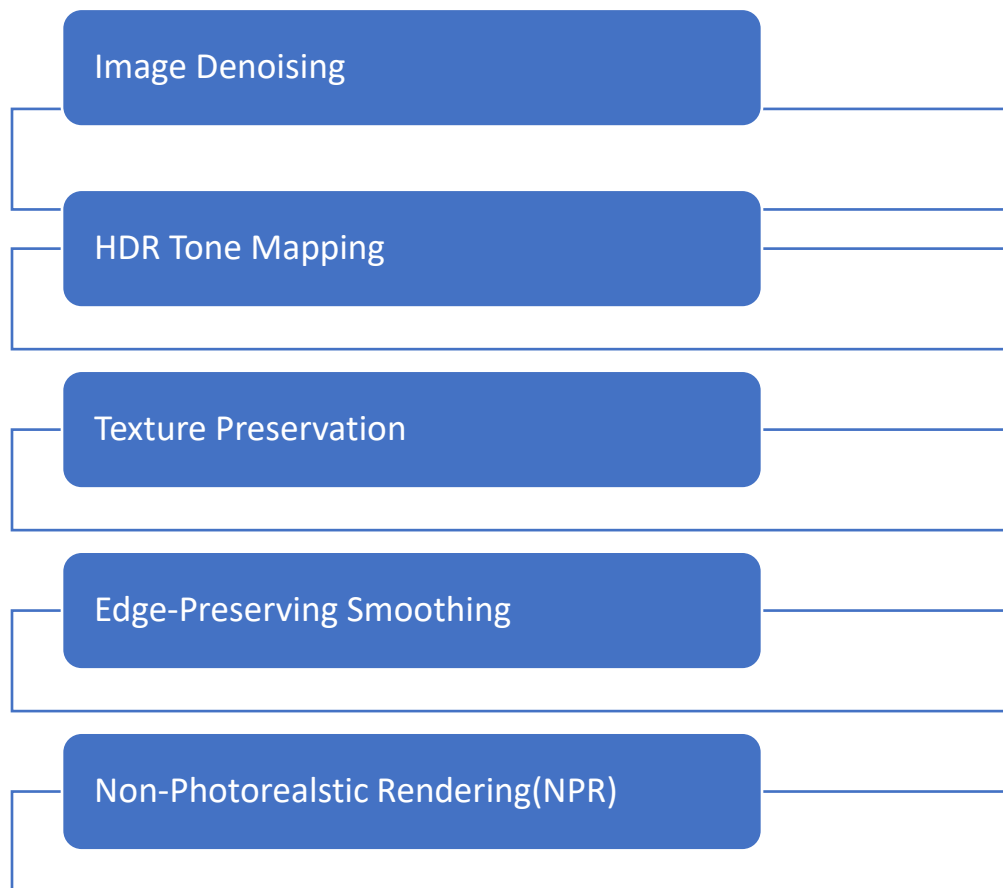 Image Denoising
HDR Tone Mapping
Texture Preservation
Edge-Preserving Smoothing
Non-Photorealstic Rendering(NPR)